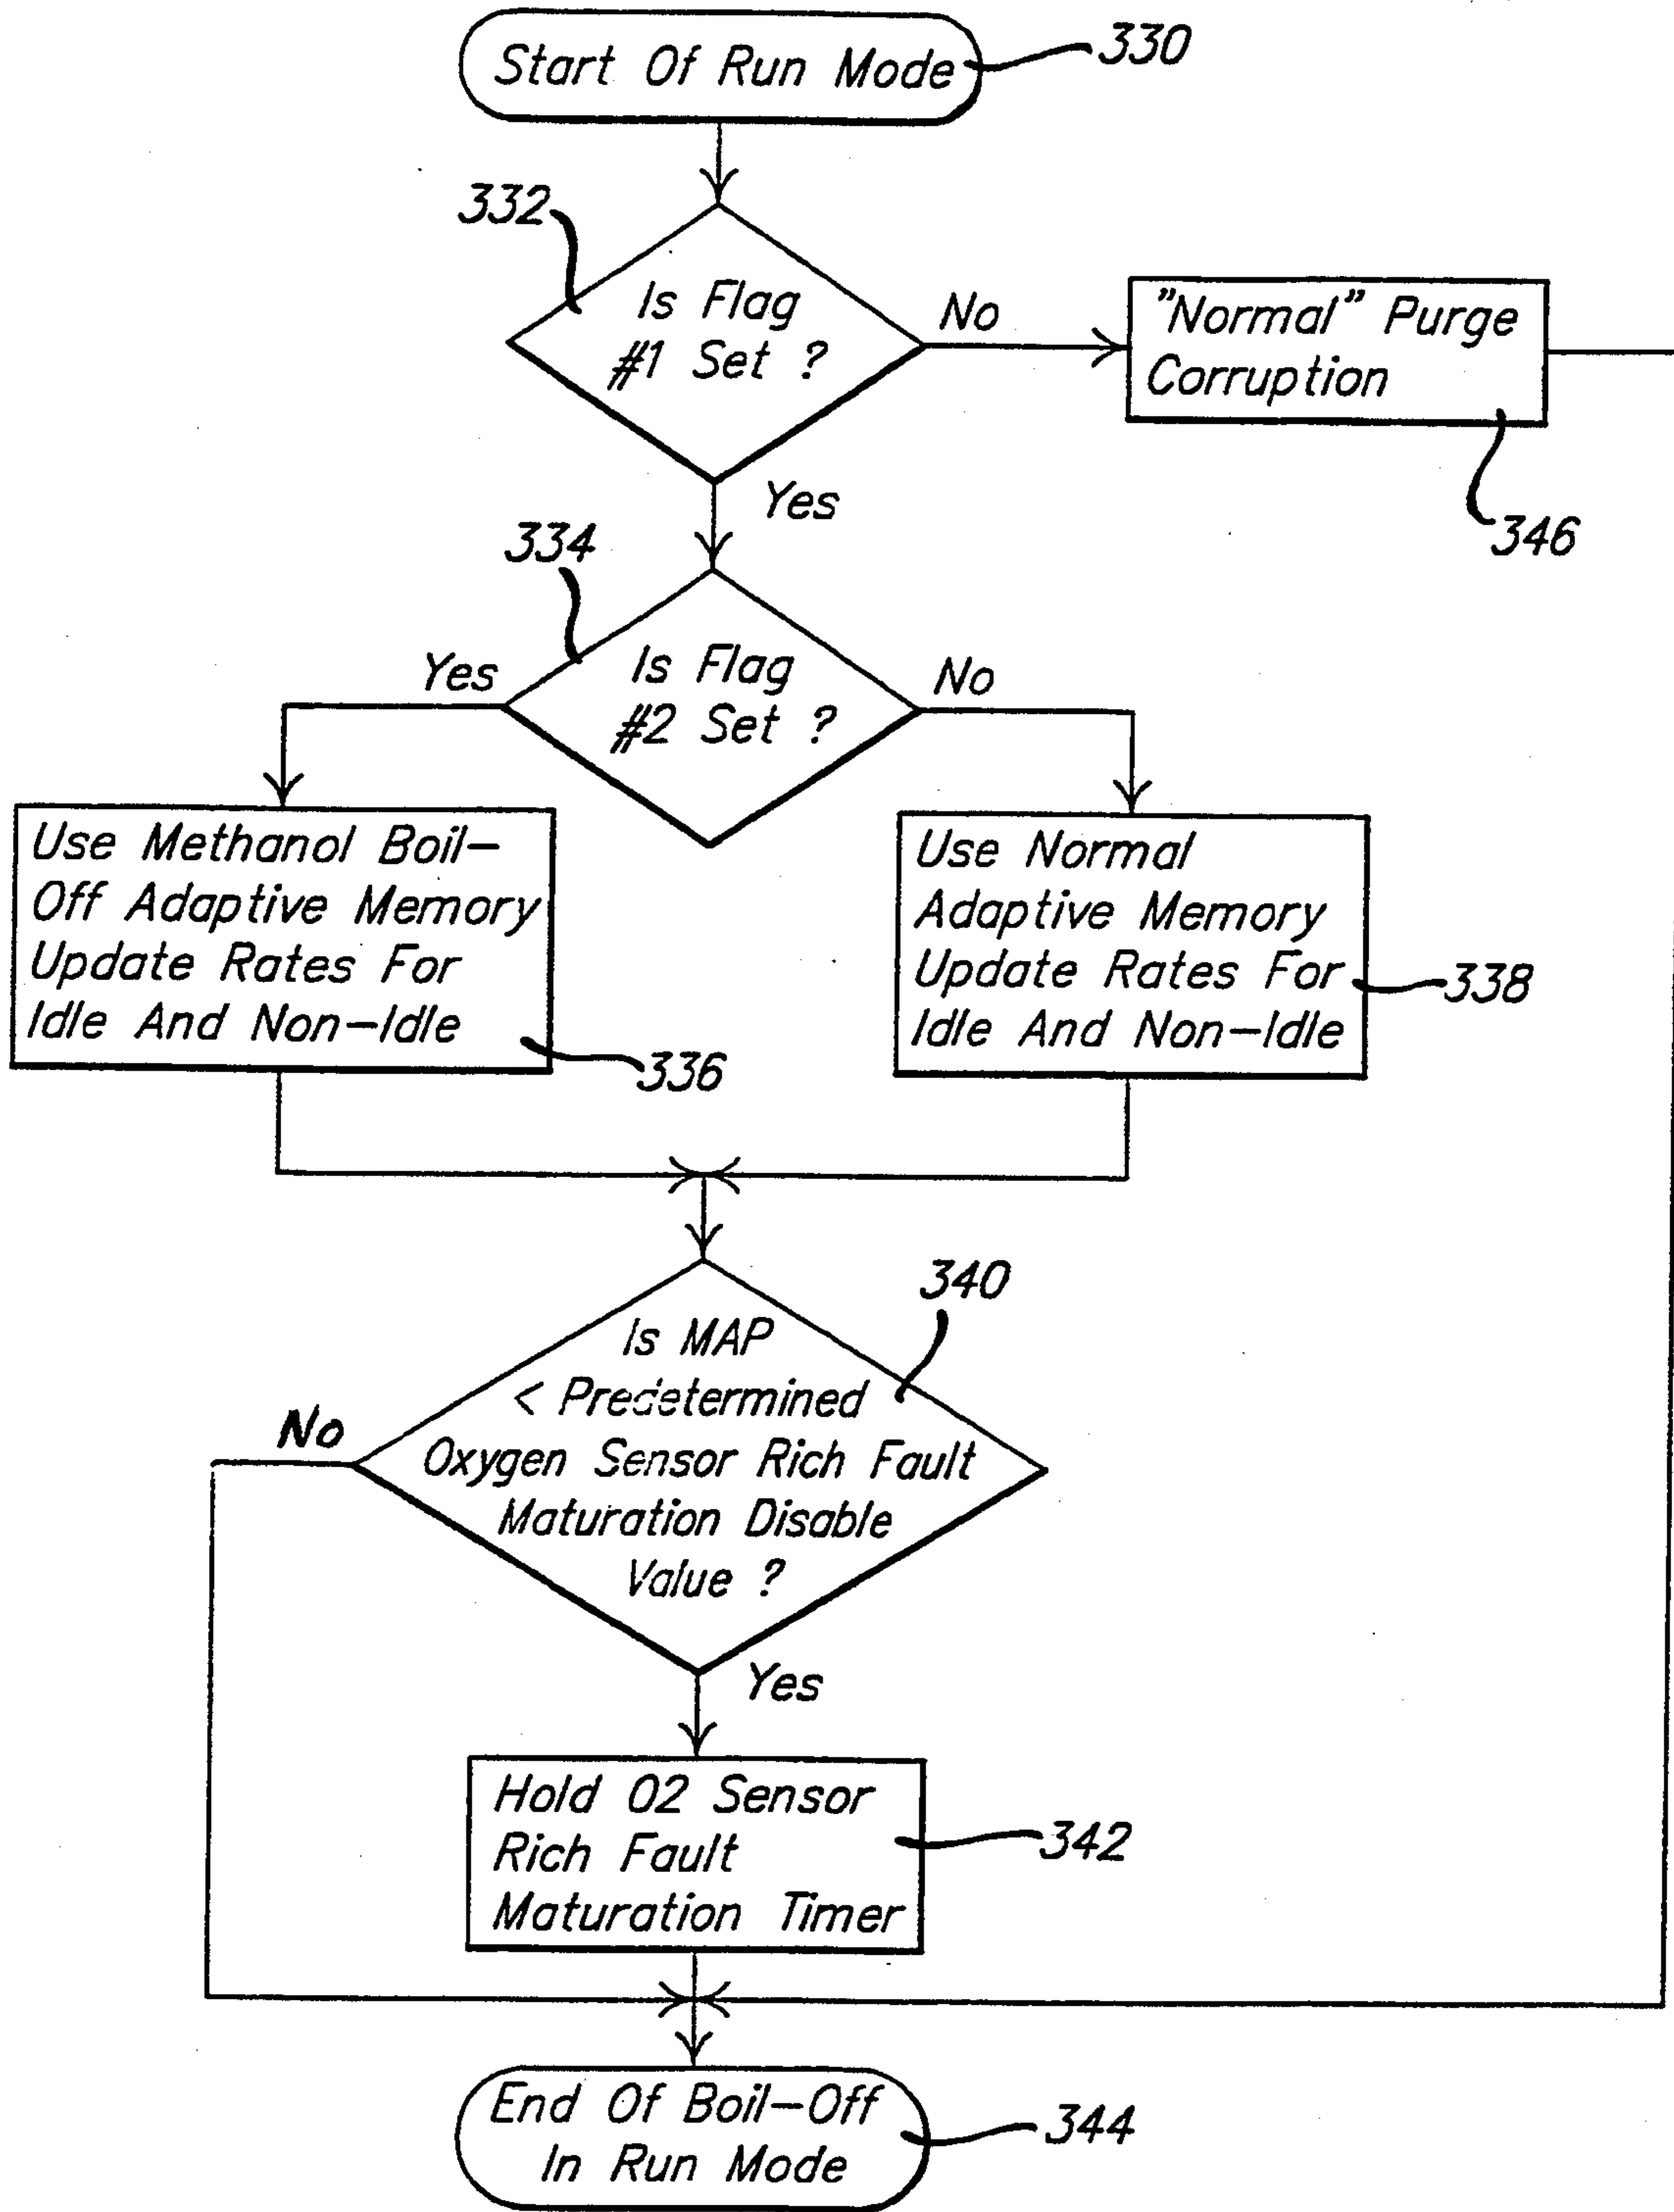 Start Of Run Mode
330
332
Is Flag
#1 Set ?
No
"Normal" Purge
Corruption
346
Yes
334
Is Flag
#2 Set ?
Yes
No
Use Methanol Boil-
Off Adaptive Memory
Update Rates For
Idle And Non-Idle
336
Use Normal
Adaptive Memory
Update Rates For
Idle And Non-Idle
338
340
Is MAP
< Predetermined
Oxygen Sensor Rich Fault
Maturation Disable
Value ?
No
Yes
Hold O2 Sensor
Rich Fault
Maturation Timer
342
End Of Boil-Off
In Run Mode
344